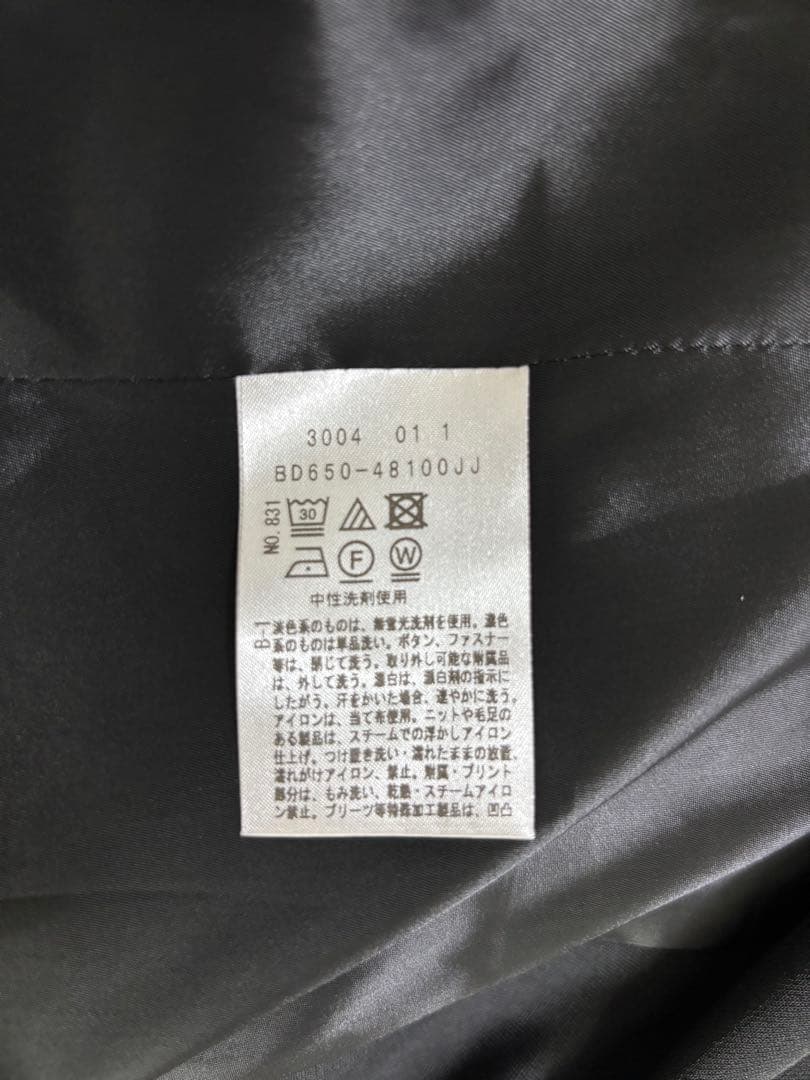 3004 01 1
BD650-48100JJ
NO.831
30
F W
中性洗剤使用
B-1
淡色系のものは、無蛍光洗剤を使用。濃色
系のものは単品洗い。ボタン、ファスナー
等は、閉じて洗う。取り外し可能な附属品
は、外して洗う。漂白は、漂白剤の指示に
したがう。汗をかいた場合、速やかに洗う。
アイロンは、当て布使用。ニットや毛足の
ある製品は、スチームでの浮かしアイロン
仕上げ。つけ置き洗い・濡れたままの放置、
濡れがけアイロン、禁止。附属・プリント
部分は、もみ洗い、乾熱・スチームアイロ
ン禁止。プリーツ等特殊加工製品は、凹凸